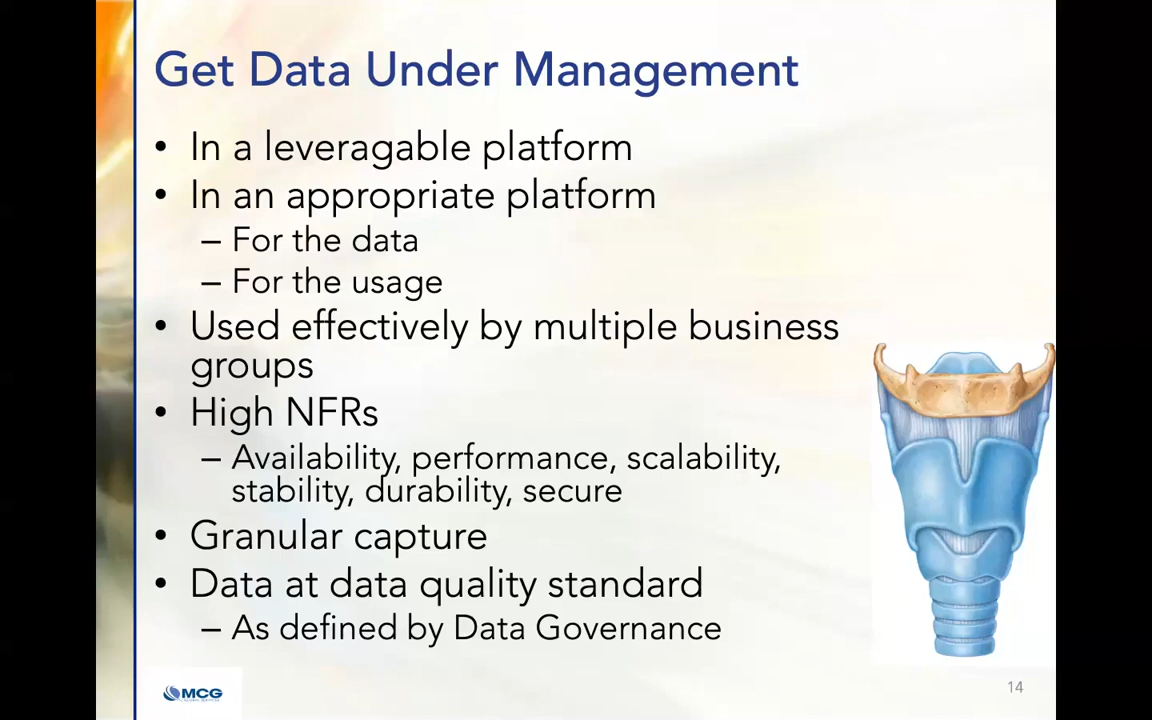 Get Data Under Management
• In a leveragable platform
• In an appropriate platform
– For the data
– For the usage
• Used effectively by multiple business
groups
• High NFRs
– Availability, performance, scalability,
stability, durability, secure
• Granular capture
• Data at data quality standard
– As defined by Data Governance
MCG
14